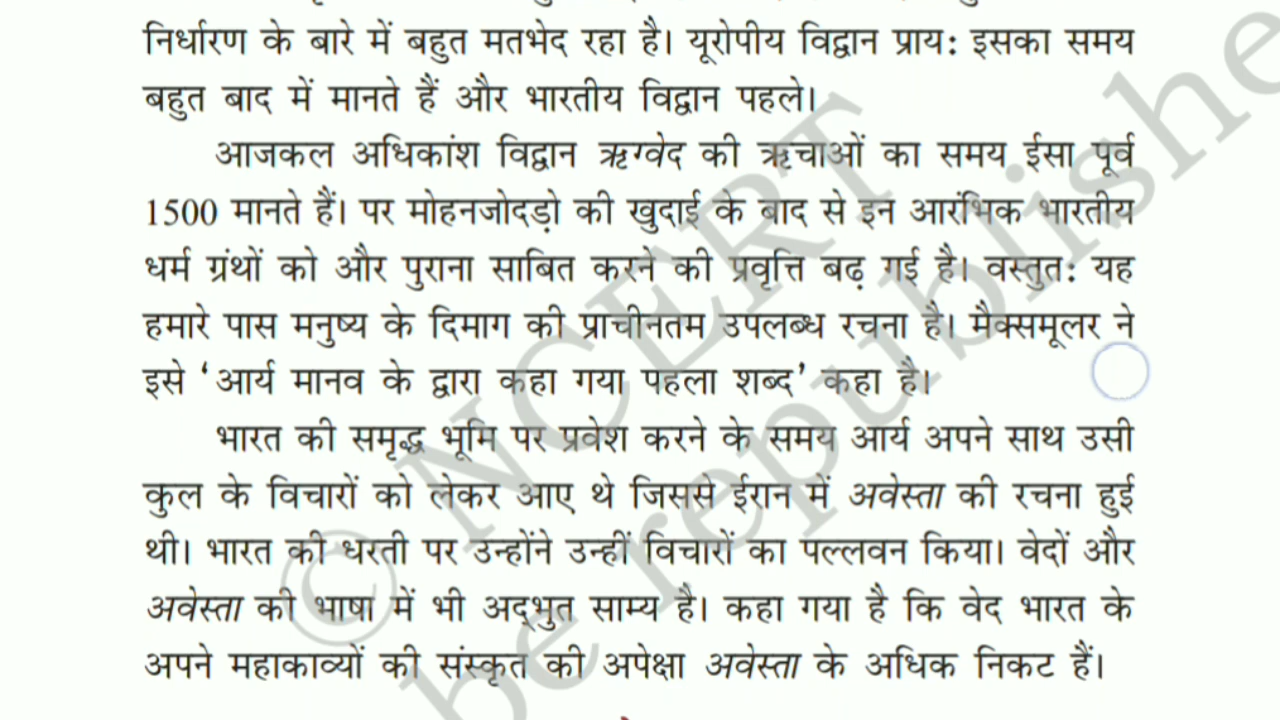 निर्धारण के बारे में बहुत मतभेद रहा है। यूरोपीय विद्वान प्राय: इसका समय
बहुत बाद में मानते हैं और भारतीय विद्वान पहले।
आजकल अधिकांश विद्वान ऋग्वेद की ऋचाओं का समय ईसा पूर्व
1500 मानते हैं। पर मोहनजोदड़ो की खुदाई के बाद से इन आरंभिक भारतीय
धर्म ग्रंथों को और पुराना साबित करने की प्रवृत्ति बढ़ गई है। वस्तुत: यह
हमारे पास मनुष्य के दिमाग की प्राचीनतम उपलब्ध रचना है। मैक्समूलर ने
इसे ‘आर्य मानव के द्वारा कहा गया पहला शब्द’ कहा है।
भारत की समृद्ध भूमि पर प्रवेश करने के समय आर्य अपने साथ उसी
कुल के विचारों को लेकर आए थे जिससे ईरान में अवेस्ता की रचना हुई
थी। भारत की धरती पर उन्होंने उन्हीं विचारों का पल्लवन किया। वेदों और
अवेस्ता की भाषा में भी अद्‌भुत साम्य है। कहा गया है कि वेद भारत के
अपने महाकाव्यों की संस्कृत की अपेक्षा अवेस्ता के अधिक निकट हैं।
© NCERT
be republishe